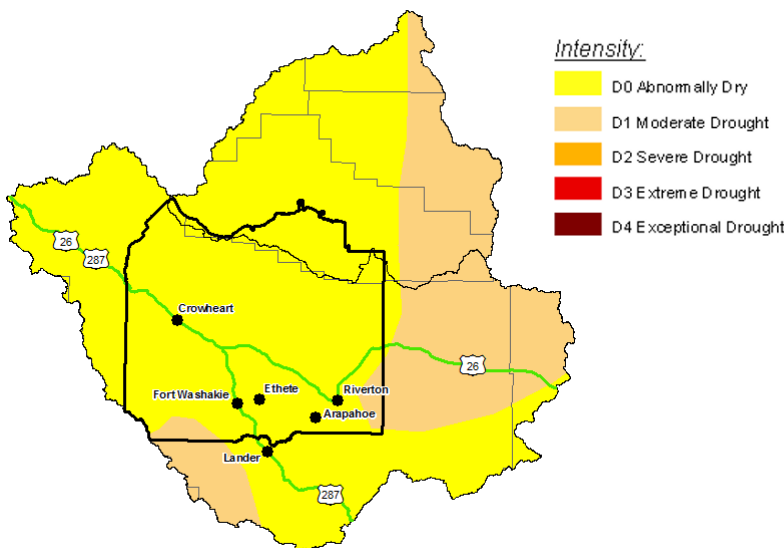 Intensity:
D0 Abnormally Dry
D1 Moderate Drought
D2 Severe Drought
D3 Extreme Drought
D4 Exceptional Drought
26
287
Crowheart
26
Fort Washakie
Ethete
Riverton
Arapahoe
Lander
287